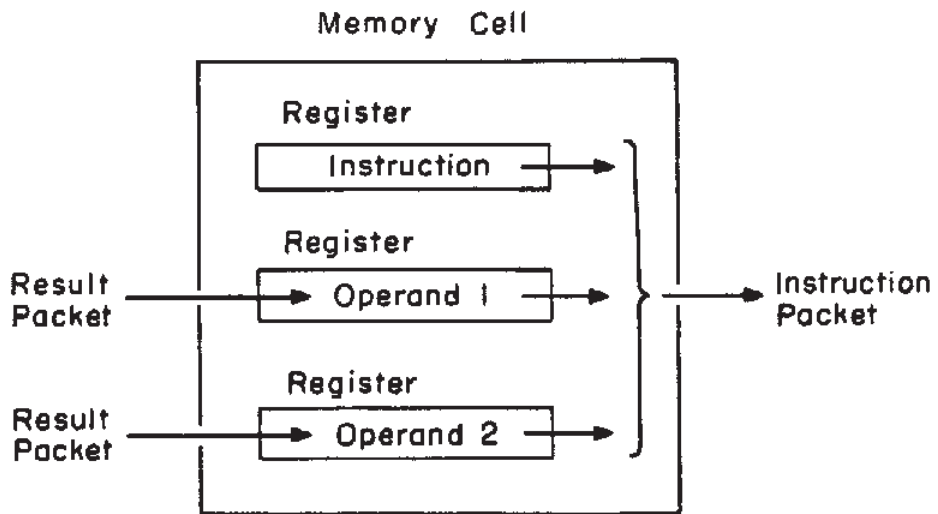 Memory Cell
Register
Instruction
Register
Result
Packet
Operand 1
Instruction
Packet
Register
Result
Packet
Operand 2